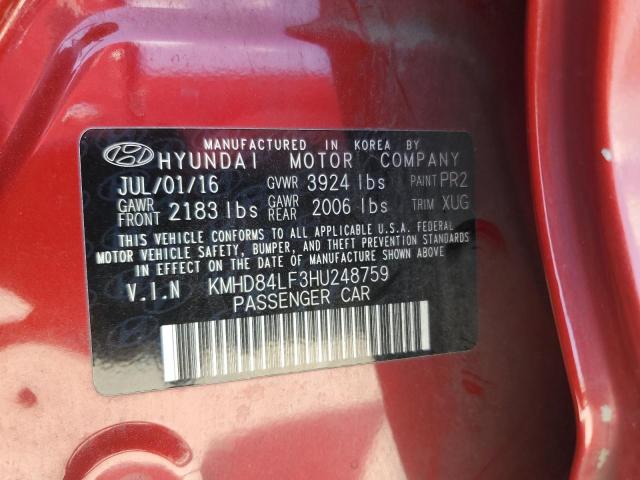 MANUFACTURED IN KOREA BY
HYUNDAI MOTOR COMPANY
JUL/01/16 GVWR 3924 lbs PAINT PR2
GAWR FRONT 2183 lbs GAWR REAR 2006 lbs TRIM XUG
THIS VEHICLE CONFORMS TO ALL APPLICABLE U.S.A. FEDERAL
MOTOR VEHICLE SAFETY, BUMPER, AND THEFT PREVENTION STANDARDS
IN EFFECT ON THE DATE OF MANUFACTURE SHOWN ABOVE.
V.I.N KMHD84LF3HU248759
PASSENGER CAR